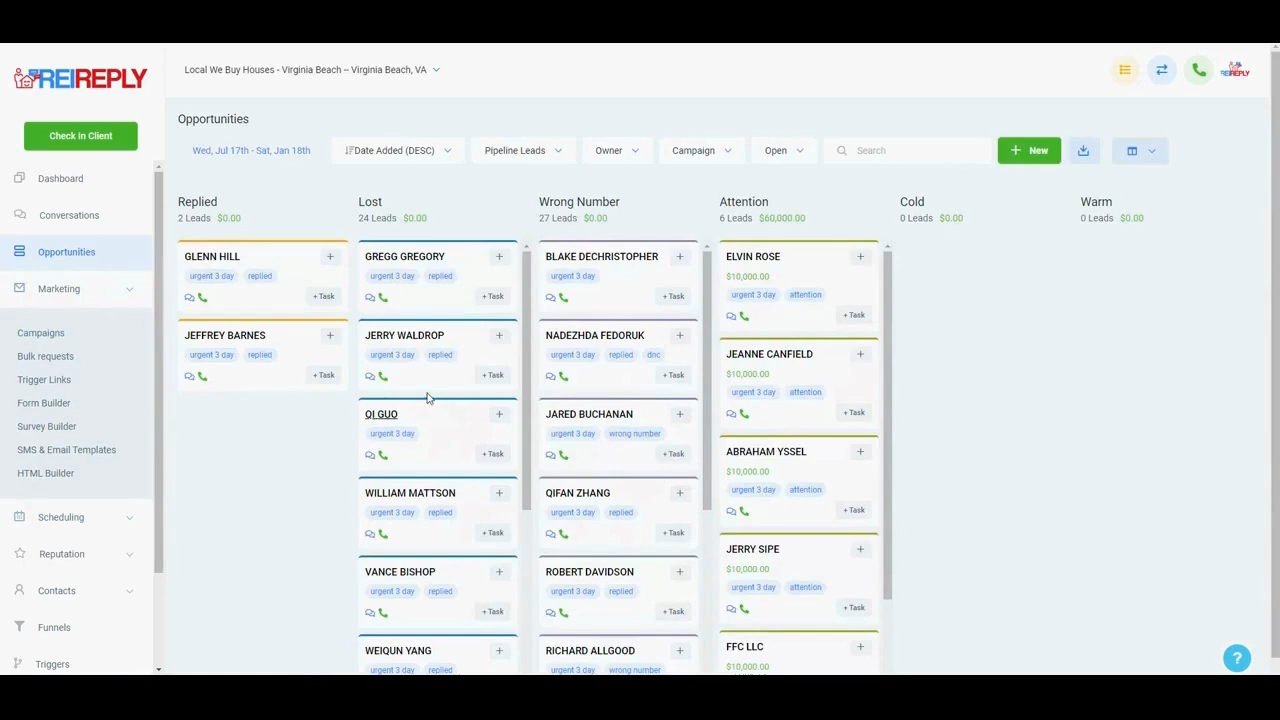 REIREPLY
Local We Buy Houses - Virginia Beach -- Virginia Beach, VA
REIREPLY
Check In Client
Dashboard
Conversations
Opportunities
Marketing
Campaigns
Bulk requests
Trigger Links
Form Builder
Survey Builder
SMS & Email Templates
HTML Builder
Scheduling
Reputation
Contacts
Funnels
Triggers
Opportunities
Wed, Jul 17th - Sat, Jan 18th
Date Added (DESC)
Pipeline Leads
Owner
Campaign
Open
Search
+ New
Replied
2 Leads $0.00
GLENN HILL +
urgent 3 day replied
+ Task
JEFFREY BARNES +
urgent 3 day replied
+ Task
Lost
24 Leads $0.00
GREGG GREGORY +
urgent 3 day replied
+ Task
JERRY WALDROP +
urgent 3 day replied
+ Task
QI GUO +
urgent 3 day
+ Task
WILLIAM MATTSON +
urgent 3 day replied
+ Task
VANCE BISHOP +
urgent 3 day replied
+ Task
WEIQUN YANG +
urgent 3 day replied
Wrong Number
27 Leads $0.00
BLAKE DECHRISTOPHER +
urgent 3 day
+ Task
NADEZHDA FEDORUK +
urgent 3 day replied dnc
+ Task
JARED BUCHANAN +
urgent 3 day wrong number
+ Task
QIFAN ZHANG +
urgent 3 day replied
+ Task
ROBERT DAVIDSON +
urgent 3 day replied
+ Task
RICHARD ALLGOOD +
urgent 3 day wrong number
Attention
6 Leads $60,000.00
ELVIN ROSE +
$10,000.00
urgent 3 day attention
+ Task
JEANNE CANFIELD +
$10,000.00
urgent 3 day attention
+ Task
ABRAHAM YSSEL +
$10,000.00
urgent 3 day attention
+ Task
JERRY SIPE +
$10,000.00
urgent 3 day attention
+ Task
FFC LLC +
$10,000.00
Cold
0 Leads $0.00
Warm
0 Leads $0.00
?